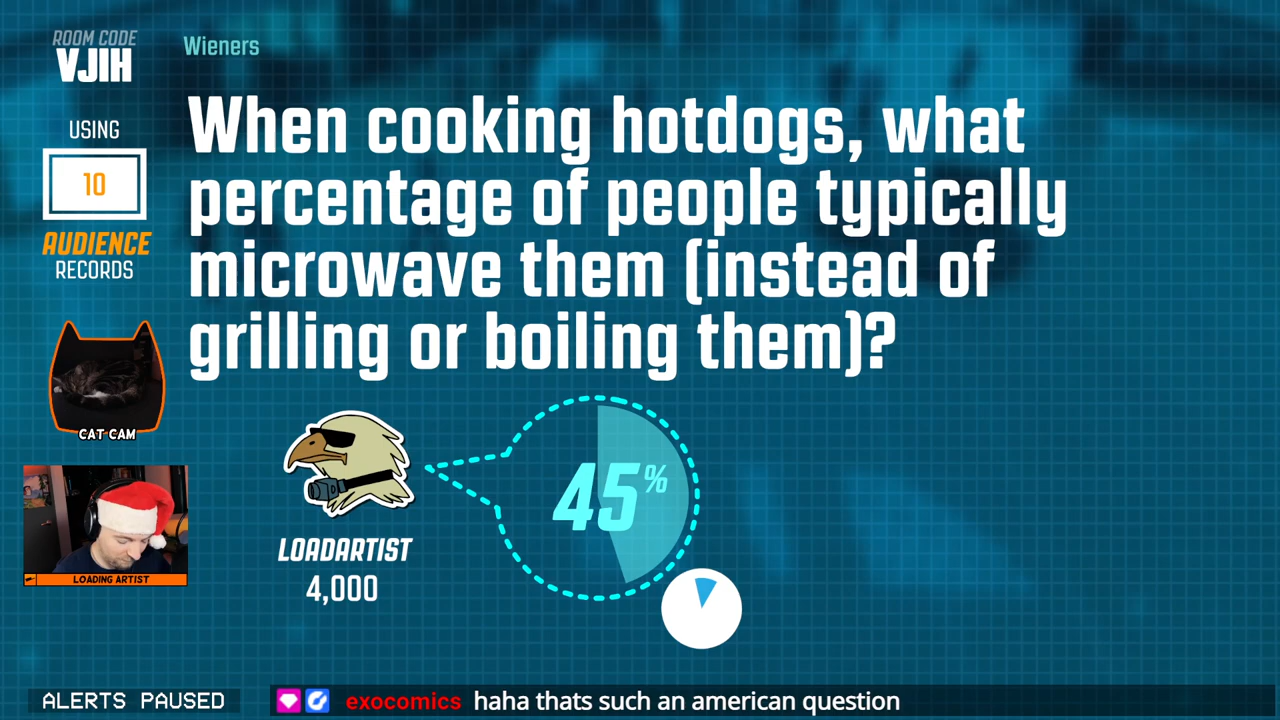 ROOM CODE
VJIH
Wieners
When cooking hotdogs, what
percentage of people typically
microwave them (instead of
grilling or boiling them)?
USING
10
AUDIENCE
RECORDS
CAT CAM
LOADING ARTIST
45%
LOADARTIST
4,000
ALERTS PAUSED
exocomics haha thats such an american question